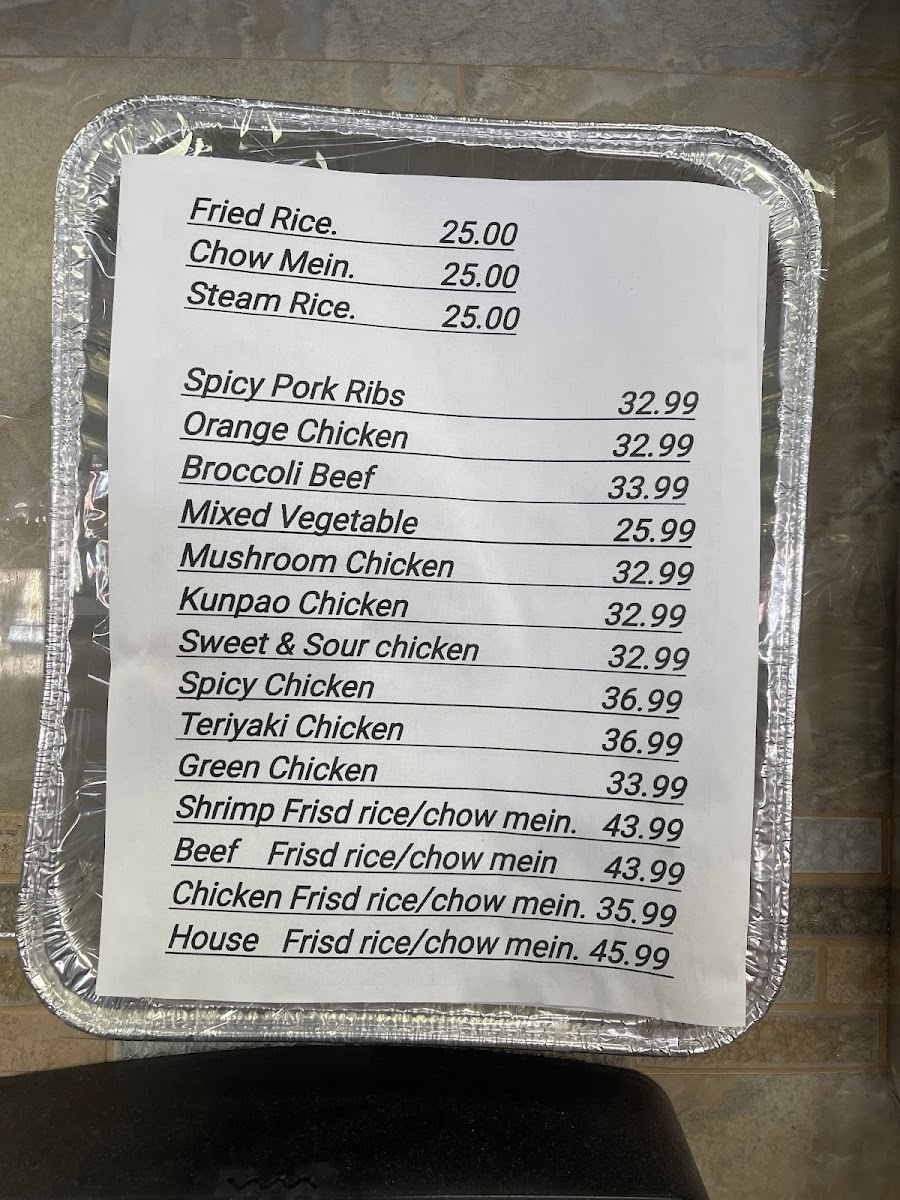 Fried Rice. 25.00
Chow Mein. 25.00
Steam Rice. 25.00
Spicy Pork Ribs 32.99
Orange Chicken 32.99
Broccoli Beef 33.99
Mixed Vegetable 25.99
Mushroom Chicken 32.99
Kunpao Chicken 32.99
Sweet & Sour chicken 32.99
Spicy Chicken 36.99
Teriyaki Chicken 36.99
Green Chicken 33.99
Shrimp Frisd rice/chow mein. 43.99
Beef Frisd rice/chow mein 43.99
Chicken Frisd rice/chow mein. 35.99
House Frisd rice/chow mein. 45.99